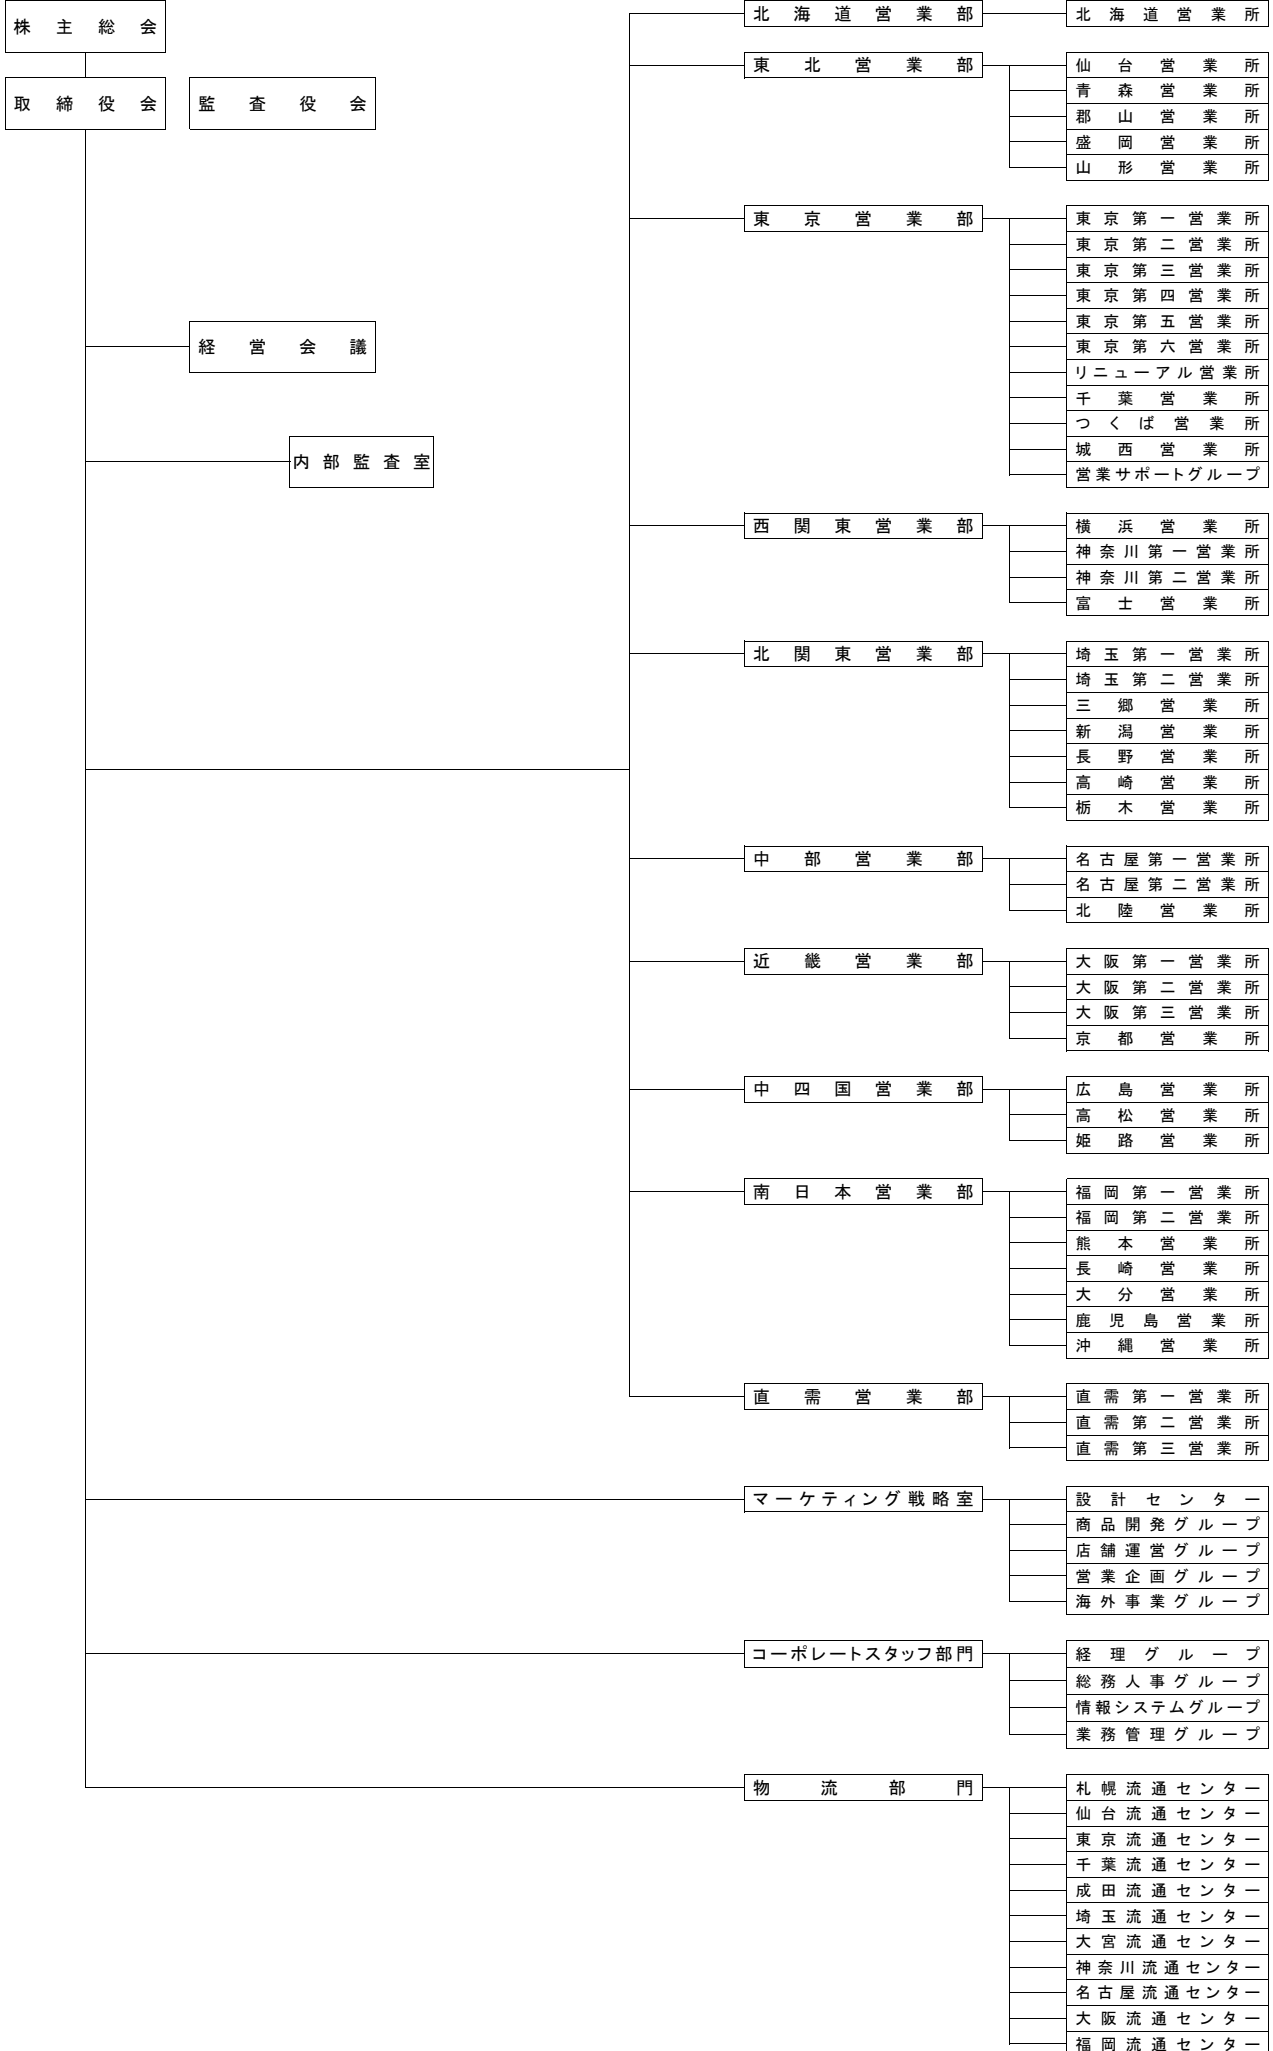 株主総会
取締役会
監査役会
経営会議
内部監査室
北海道営業部
北海道営業所
東北営業部
仙台営業所
青森営業所
郡山営業所
盛岡営業所
山形営業所
東京営業部
東京第一営業所
東京第二営業所
東京第三営業所
東京第四営業所
東京第五営業所
東京第六営業所
リニューアル営業所
千葉営業所
つくば営業所
城西営業所
営業サポートグループ
西関東営業部
横浜営業所
神奈川第一営業所
神奈川第二営業所
富士営業所
北関東営業部
埼玉第一営業所
埼玉第二営業所
三郷営業所
新潟営業所
長野営業所
高崎営業所
栃木営業所
中部営業部
名古屋第一営業所
名古屋第二営業所
北陸営業所
近畿営業部
大阪第一営業所
大阪第二営業所
大阪第三営業所
京都営業所
中四国営業部
広島営業所
高松営業所
姫路営業所
南日本営業部
福岡第一営業所
福岡第二営業所
熊本営業所
長崎営業所
大分営業所
鹿児島営業所
沖縄営業所
直需営業部
直需第一営業所
直需第二営業所
直需第三営業所
マーケティング戦略室
設計センター
商品開発グループ
店舗運営グループ
営業企画グループ
海外事業グループ
コーポレートスタッフ部門
経理グループ
総務人事グループ
情報システムグループ
業務管理グループ
物流部門
札幌流通センター
仙台流通センター
東京流通センター
千葉流通センター
成田流通センター
埼玉流通センター
大宮流通センター
神奈川流通センター
名古屋流通センター
大阪流通センター
福岡流通センター